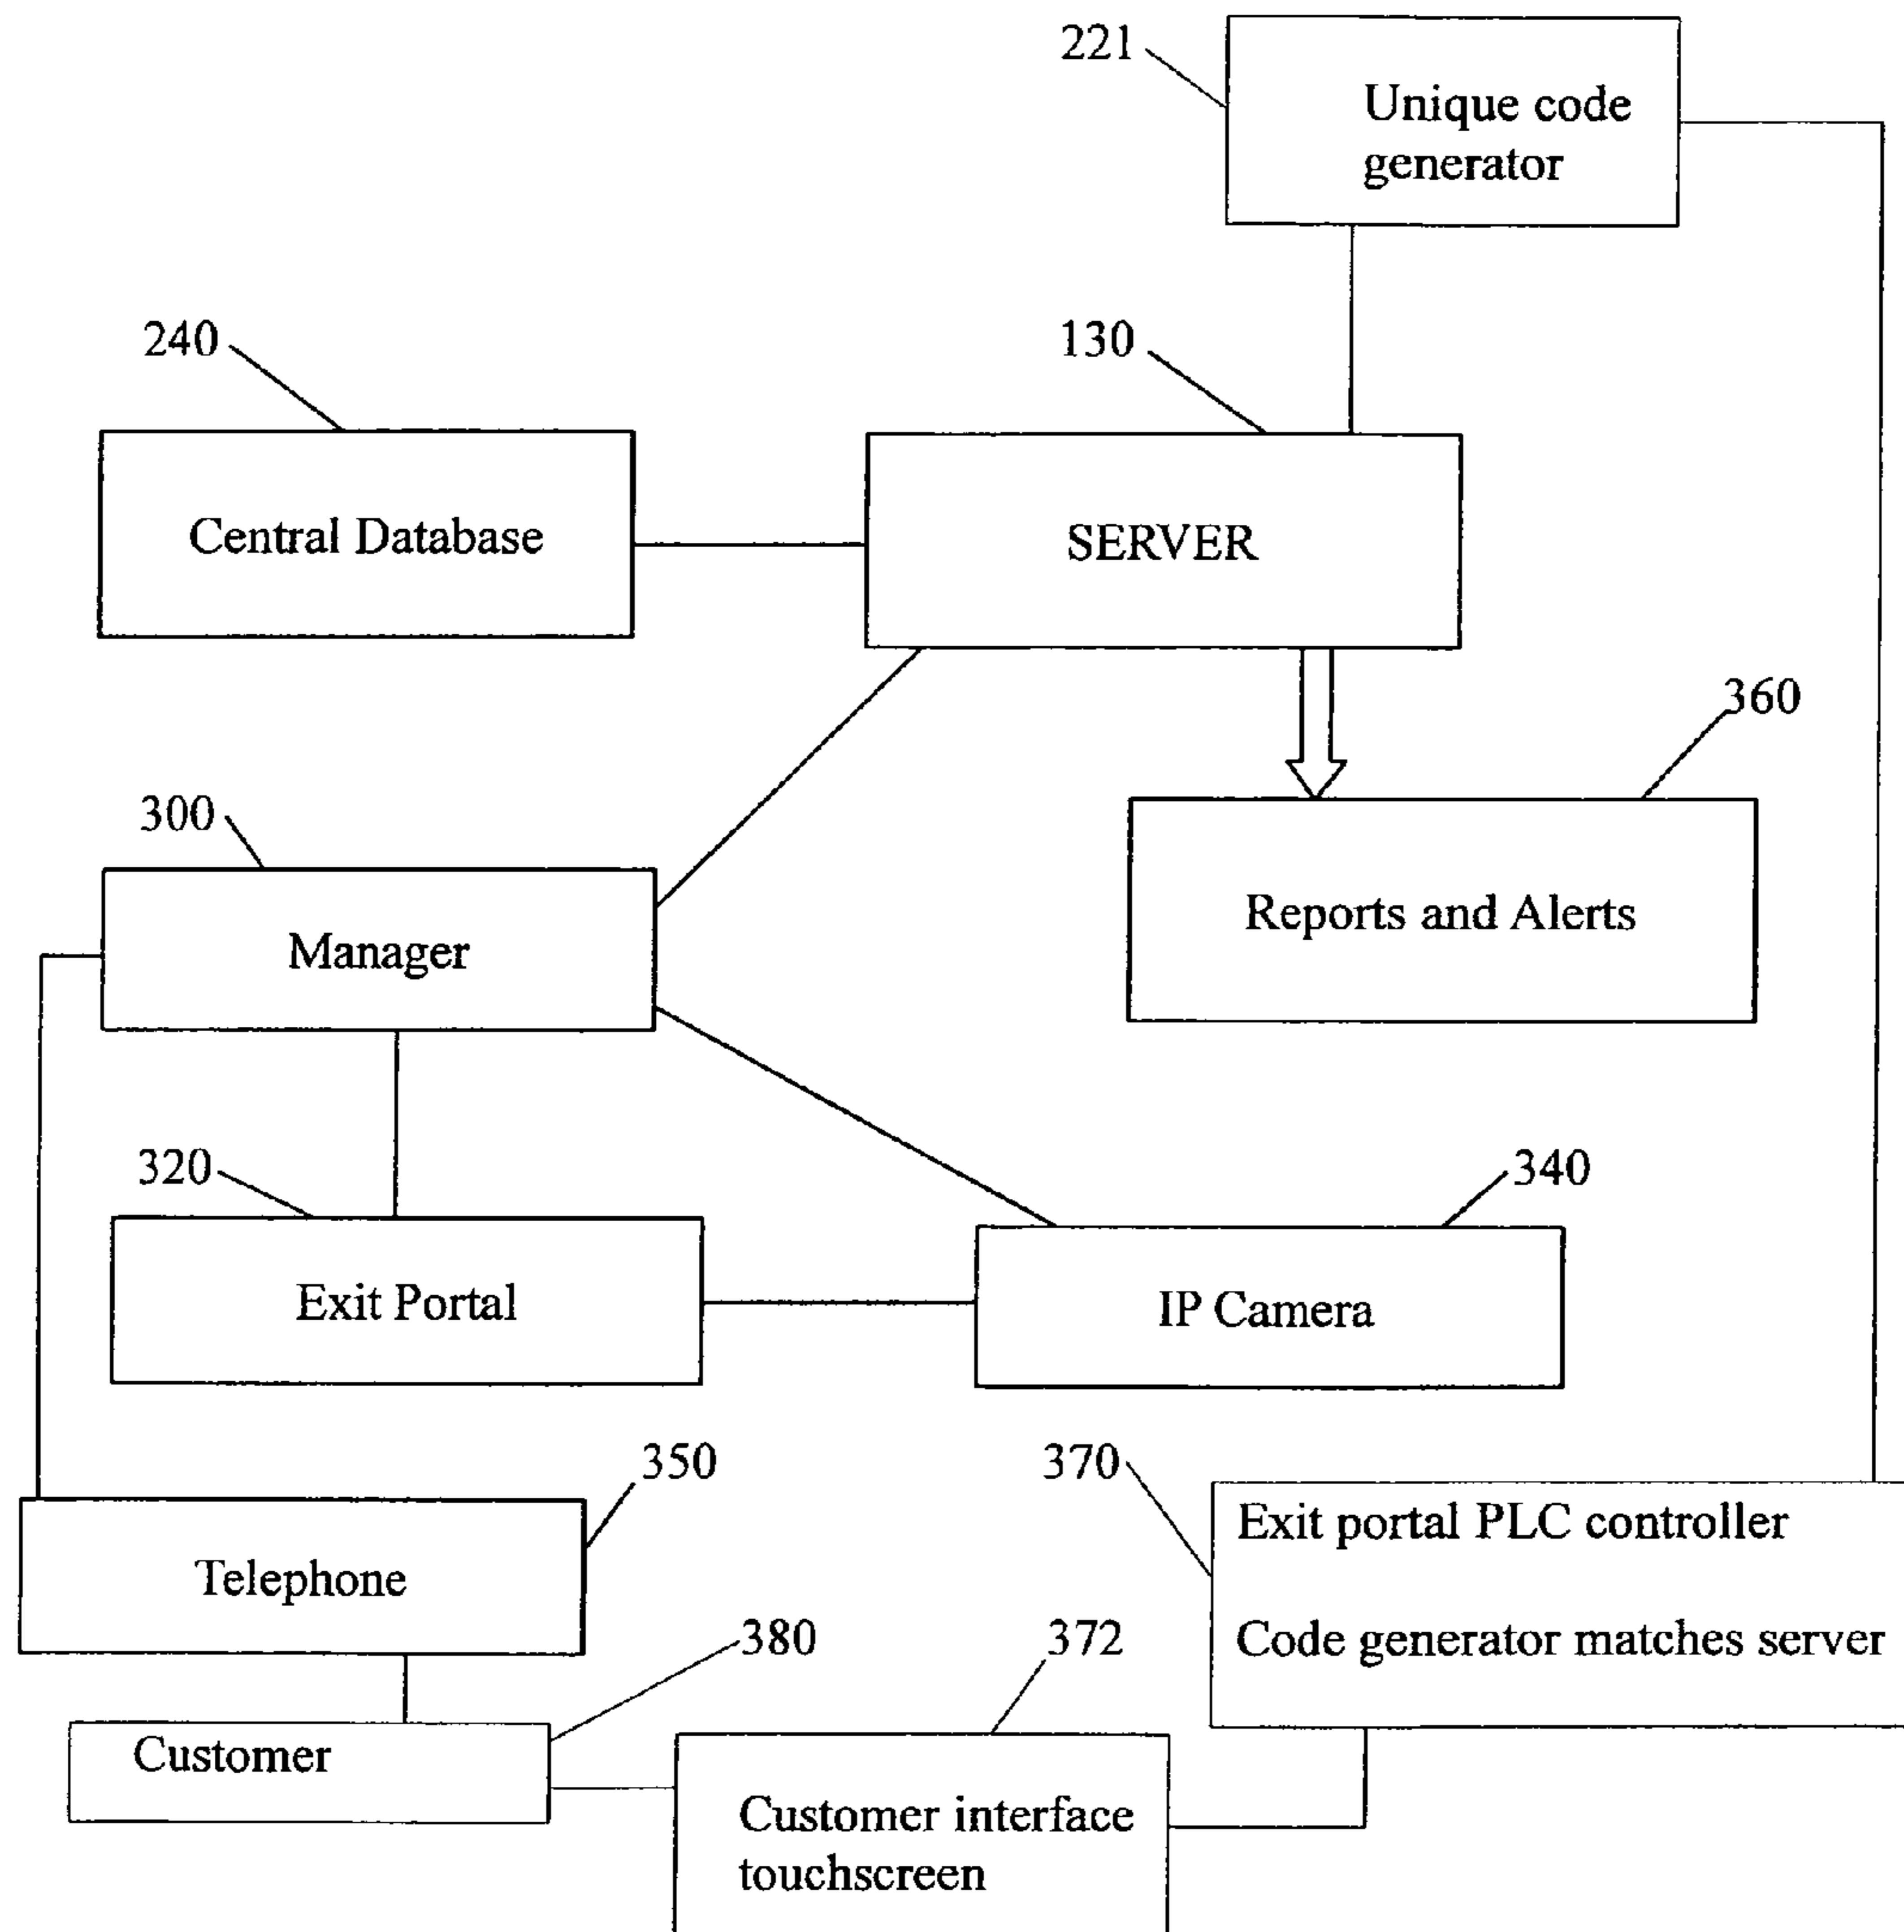 221
Unique code
generator
240
130
Central Database
SERVER
360
300
Reports and Alerts
Manager
320
340
Exit Portal
IP Camera
350
370
Exit portal PLC controller
Telephone
Code generator matches server
380
372
Customer
Customer interface
touchscreen